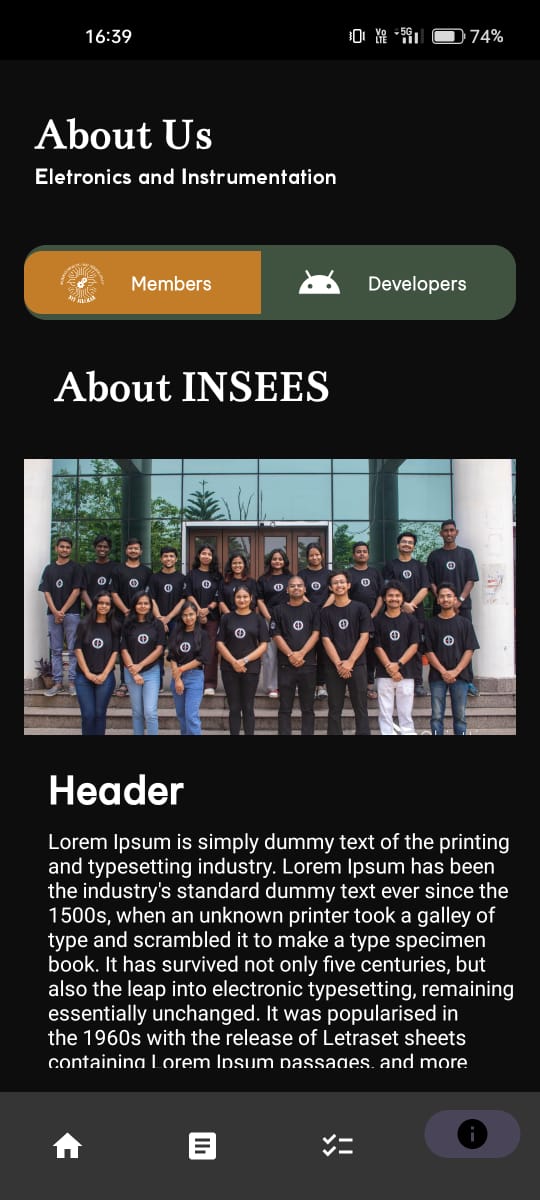 16:39
Vo LTE 5G 74%
About Us
Eletronics and Instrumentation
Members
Developers
About INSEES
Header
Lorem Ipsum is simply dummy text of the printing
and typesetting industry. Lorem Ipsum has been
the industry's standard dummy text ever since the
1500s, when an unknown printer took a galley of
type and scrambled it to make a type specimen
book. It has survived not only five centuries, but
also the leap into electronic typesetting, remaining
essentially unchanged. It was popularised in
the 1960s with the release of Letraset sheets
containing Lorem Ipsum passages, and more